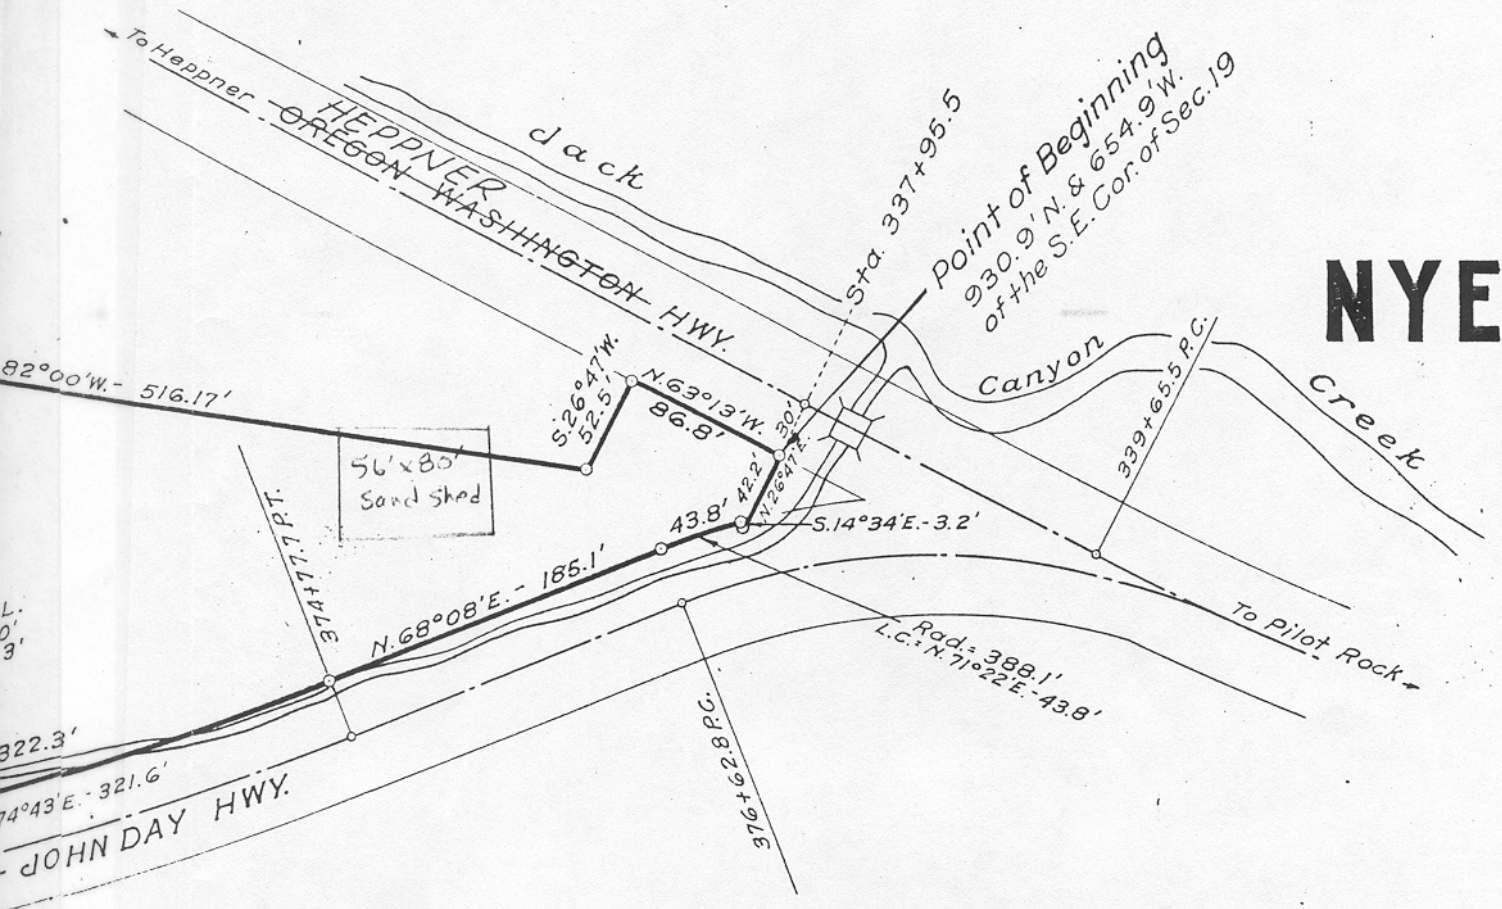 To Heppner
HEPPNER
OREGON WASHINGTON HWY.
Jack
Canyon
Creek
Sta. 337+95.5
Point of Beginning
930.9' N. & 654.9' W.
of the S.E. Cor. of Sec. 19
NYE
339+65.5 P.C.
82°00'W. - 516.17'
S. 26°47'W.
52.5'
N. 63°13'W.
86.8'
30'
42.2'
N. 26°47'E.
56' x 80'
Sand Shed
43.8'
S. 14°34'E. - 3.2'
374+77.7 P.T.
N. 68°08'E. - 185.1'
To Pilot Rock
Rad. = 388.1'
L.C. = N. 71°22'E. - 43.8'
376+62.8 P.C.
L.
0'
3'
322.3'
74°43'E. - 321.6'
JOHN DAY HWY.